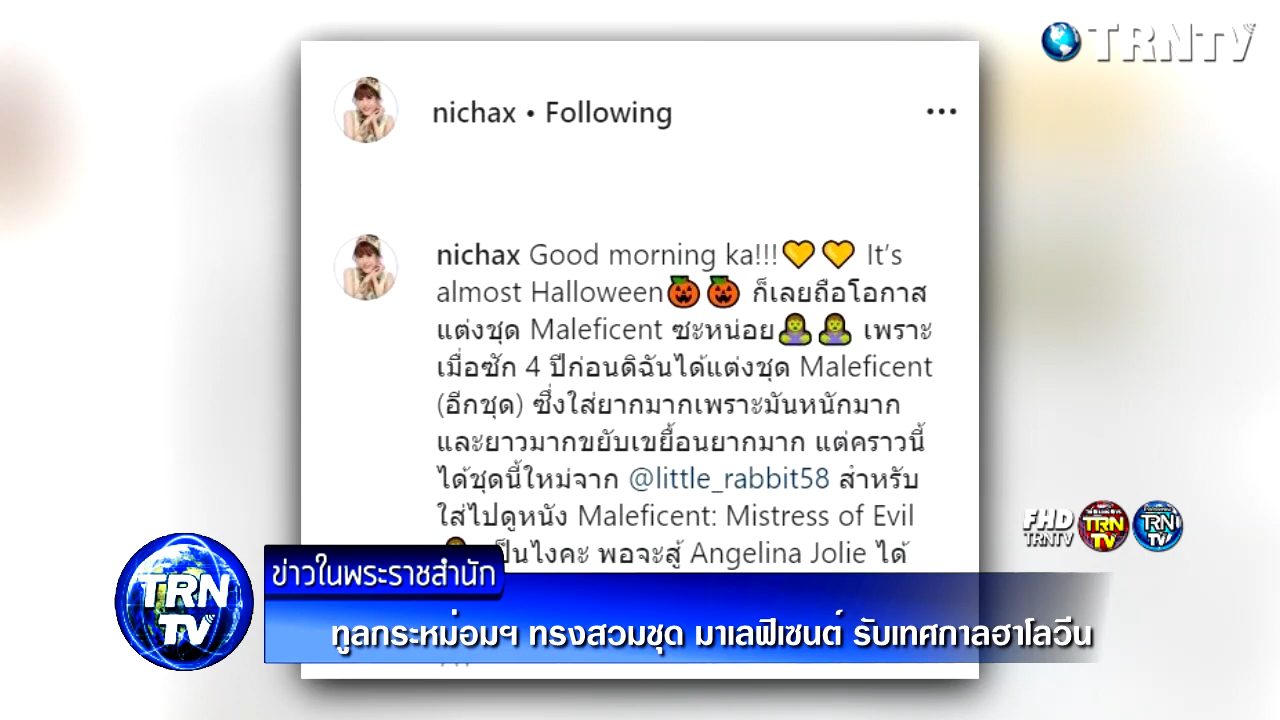 TRNTV
nichax • Following
nichax Good morning ka!!!💛💛 It's
almost Halloween🎃🎃 ก็เลยถือโอกาส
แต่งชุด Maleficent ซะหน่อย🧟‍♀️🧟‍♀️ เพราะ
เมื่อซัก 4 ปีก่อนดิฉันได้แต่งชุด Maleficent
(อีกชุด) ซึ่งใส่ยากมากเพราะมันหนักมาก
และยาวมากขยับเขยื้อนยากมาก แต่คราวนี้
ได้ชุดนี้ใหม่จาก @little_rabbit58 สำหรับ
ใส่ไปดูหนัง Maleficent: Mistress of Evil
เป็นไงคะ พอจะสู้ Angelina Jolie ได้
FHD
TRNTV
TRN
TV
TRN
TV
TRN
TV
ข่าวในพระราชสำนัก
ทูลกระหม่อมฯ ทรงสวมชุด มาเลฟิเซนต์ รับเทศกาลฮาโลวีน